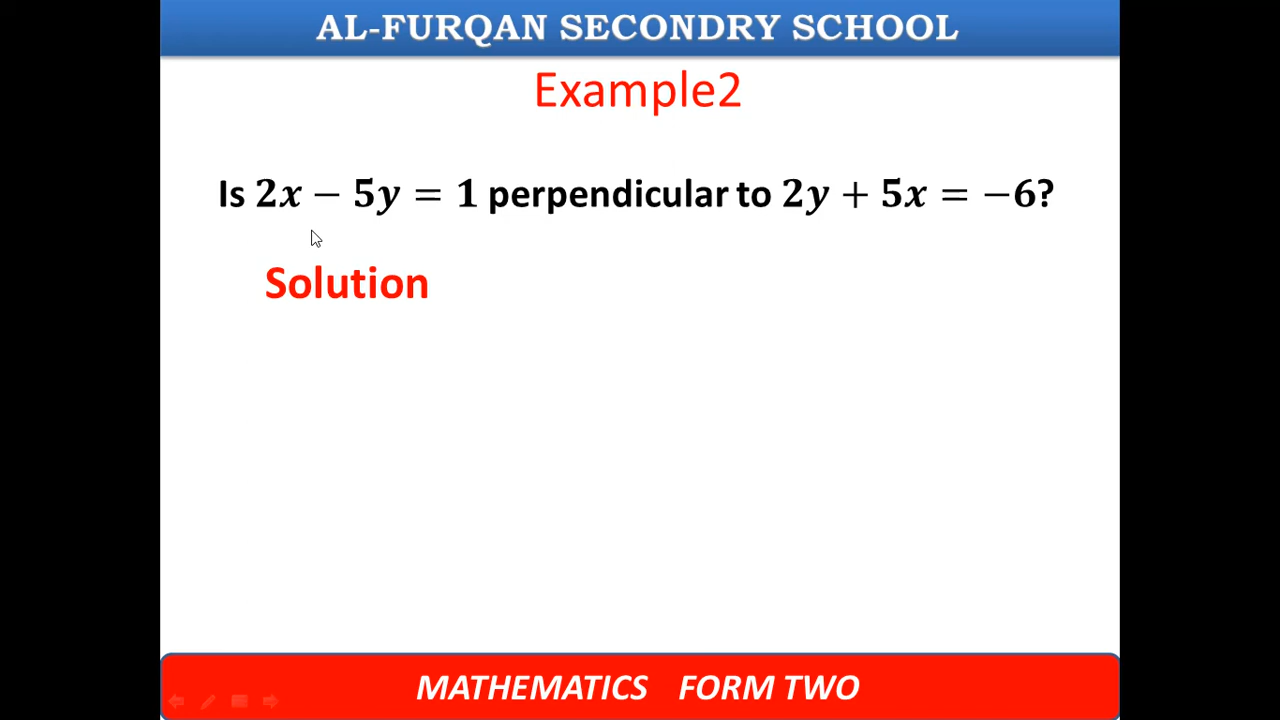 AL-FURQAN SECONDRY SCHOOL
Example2
Is 2x − 5y = 1 perpendicular to 2y + 5x = −6?
Solution
MATHEMATICS FORM TWO